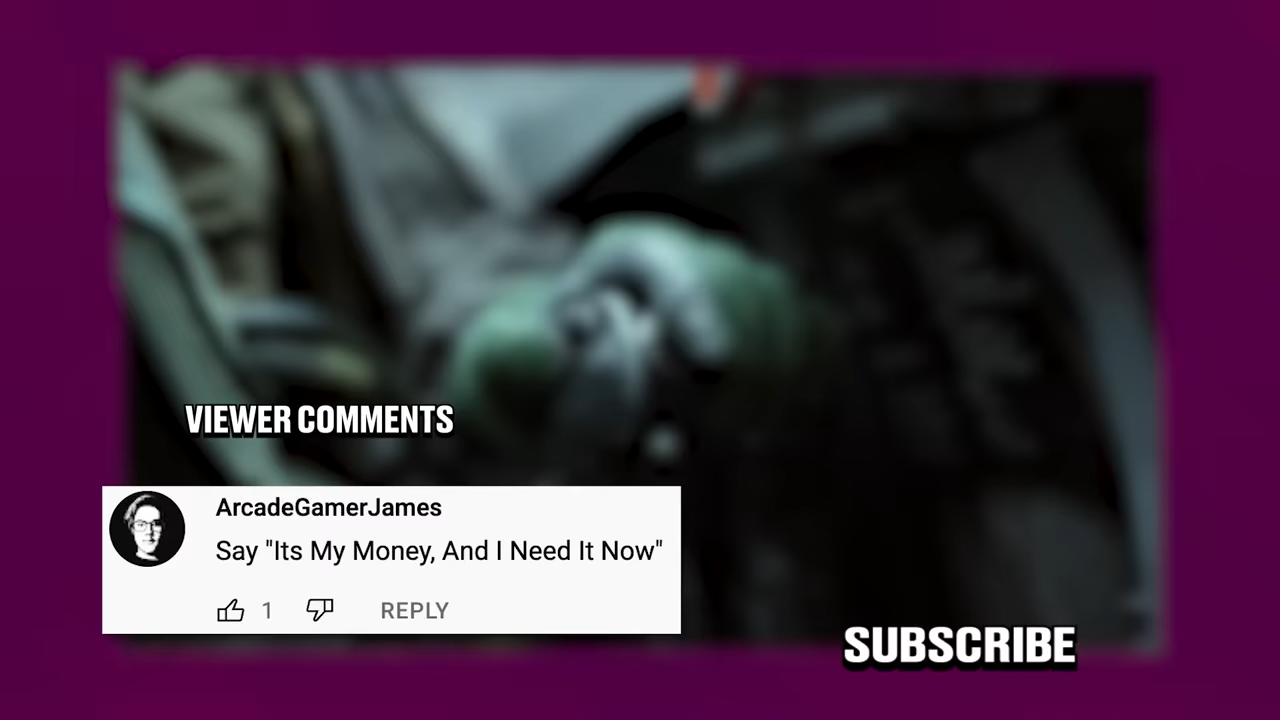 VIEWER COMMENTS
ArcadeGamerJames
Say "Its My Money, And I Need It Now"
1 REPLY
SUBSCRIBE